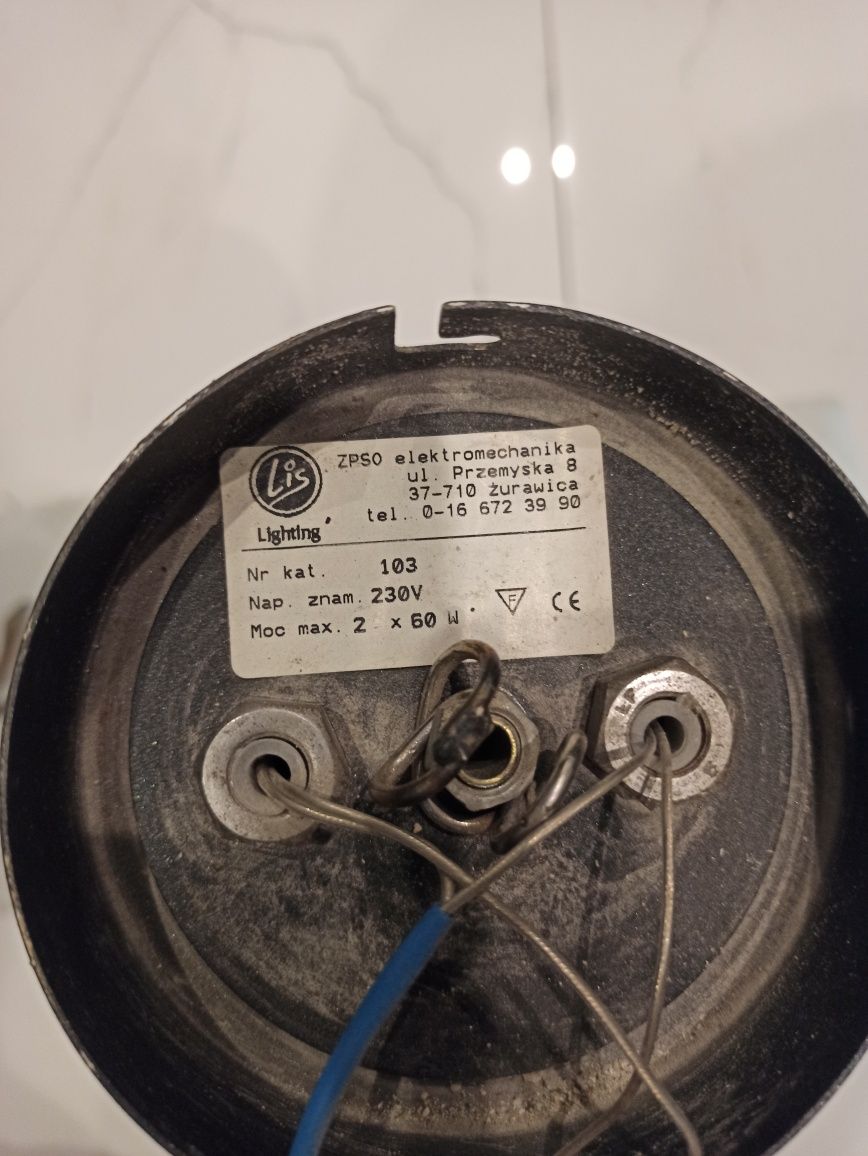 Lis
Lighting
ZPSO elektromechanika
ul. Przemyska 8
37-710 Żurawica
tel. 0-16 672 39 90
Nr kat. 103
Nap. znam. 230V
Moc max. 2 x 60 W
F CE